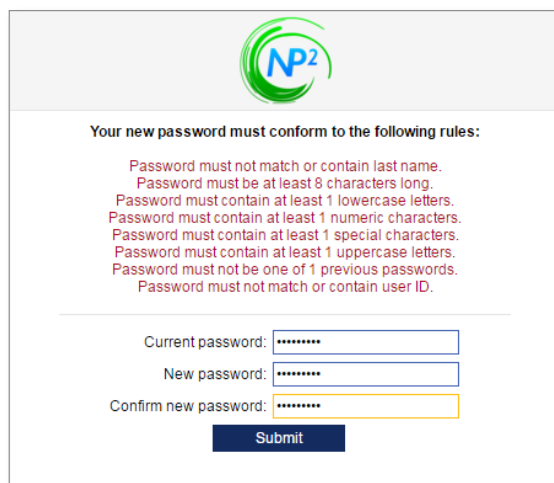 NP²
Your new password must conform to the following rules:
Password must not match or contain last name.
Password must be at least 8 characters long.
Password must contain at least 1 lowercase letters.
Password must contain at least 1 numeric characters.
Password must contain at least 1 special characters.
Password must contain at least 1 uppercase letters.
Password must not be one of 1 previous passwords.
Password must not match or contain user ID.
Current password: •••••••••
New password: •••••••••
Confirm new password: •••••••••
Submit